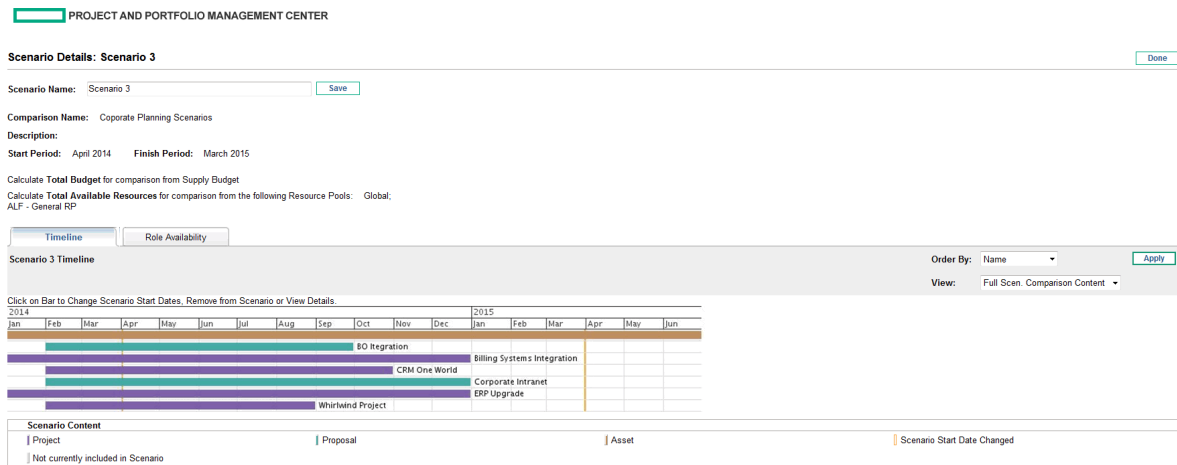 PROJECT AND PORTFOLIO MANAGEMENT CENTER
Scenario Details: Scenario 3
Done
Scenario Name: Scenario 3 Save
Comparison Name: Coporate Planning Scenarios
Description:
Start Period: April 2014 Finish Period: March 2015
Calculate Total Budget for comparison from Supply Budget
Calculate Total Available Resources for comparison from the following Resource Pools: Global;
ALF - General RP
Timeline Role Availability
Scenario 3 Timeline Order By: Name Apply
View: Full Scen. Comparison Content
Click on Bar to Change Scenario Start Dates, Remove from Scenario or View Details.
2014 2015
Jan Feb Mar Apr May Jun Jul Aug Sep Oct Nov Dec Jan Feb Mar Apr May Jun
BO Itegration
Billing Systems Integration
CRM One World
Corporate Intranet
ERP Upgrade
Whirlwind Project
Scenario Content
Project Proposal Asset Scenario Start Date Changed
Not currently included in Scenario